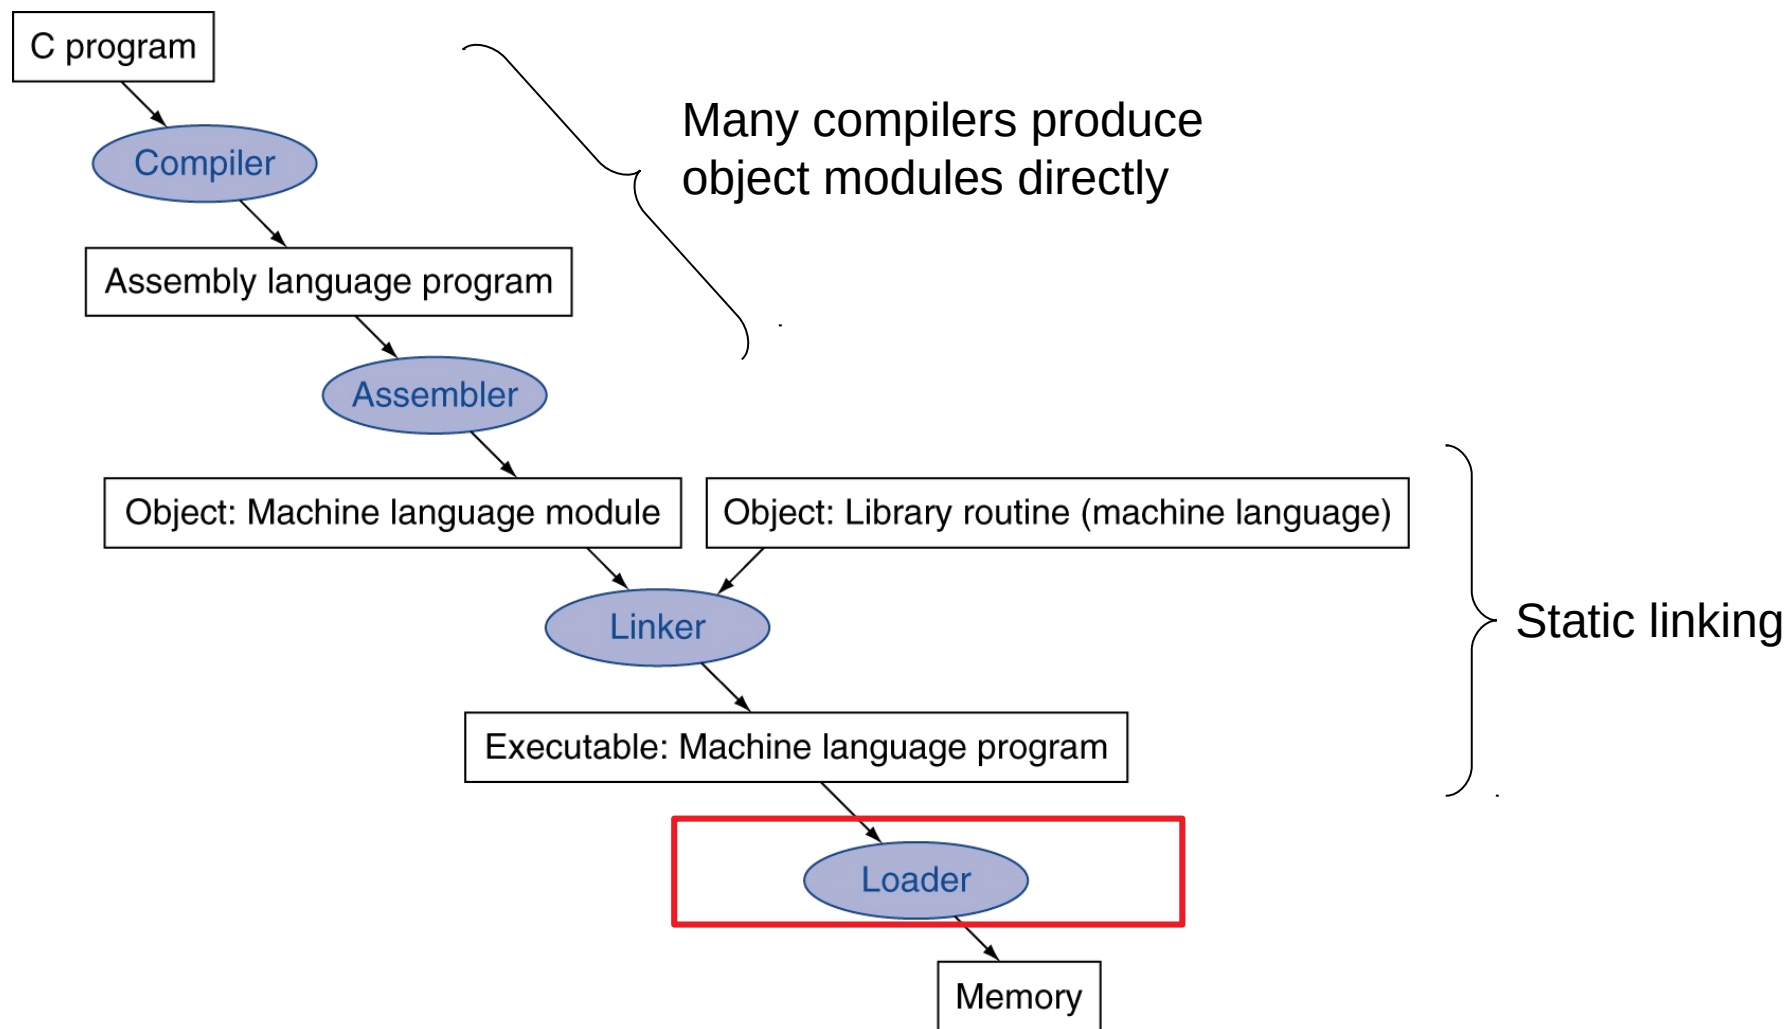 C program
Many compilers produce
object modules directly
Compiler
Assembly language program
Assembler
Object: Machine language module
Object: Library routine (machine language)
Static linking
Linker
Executable: Machine language program
Loader
Memory